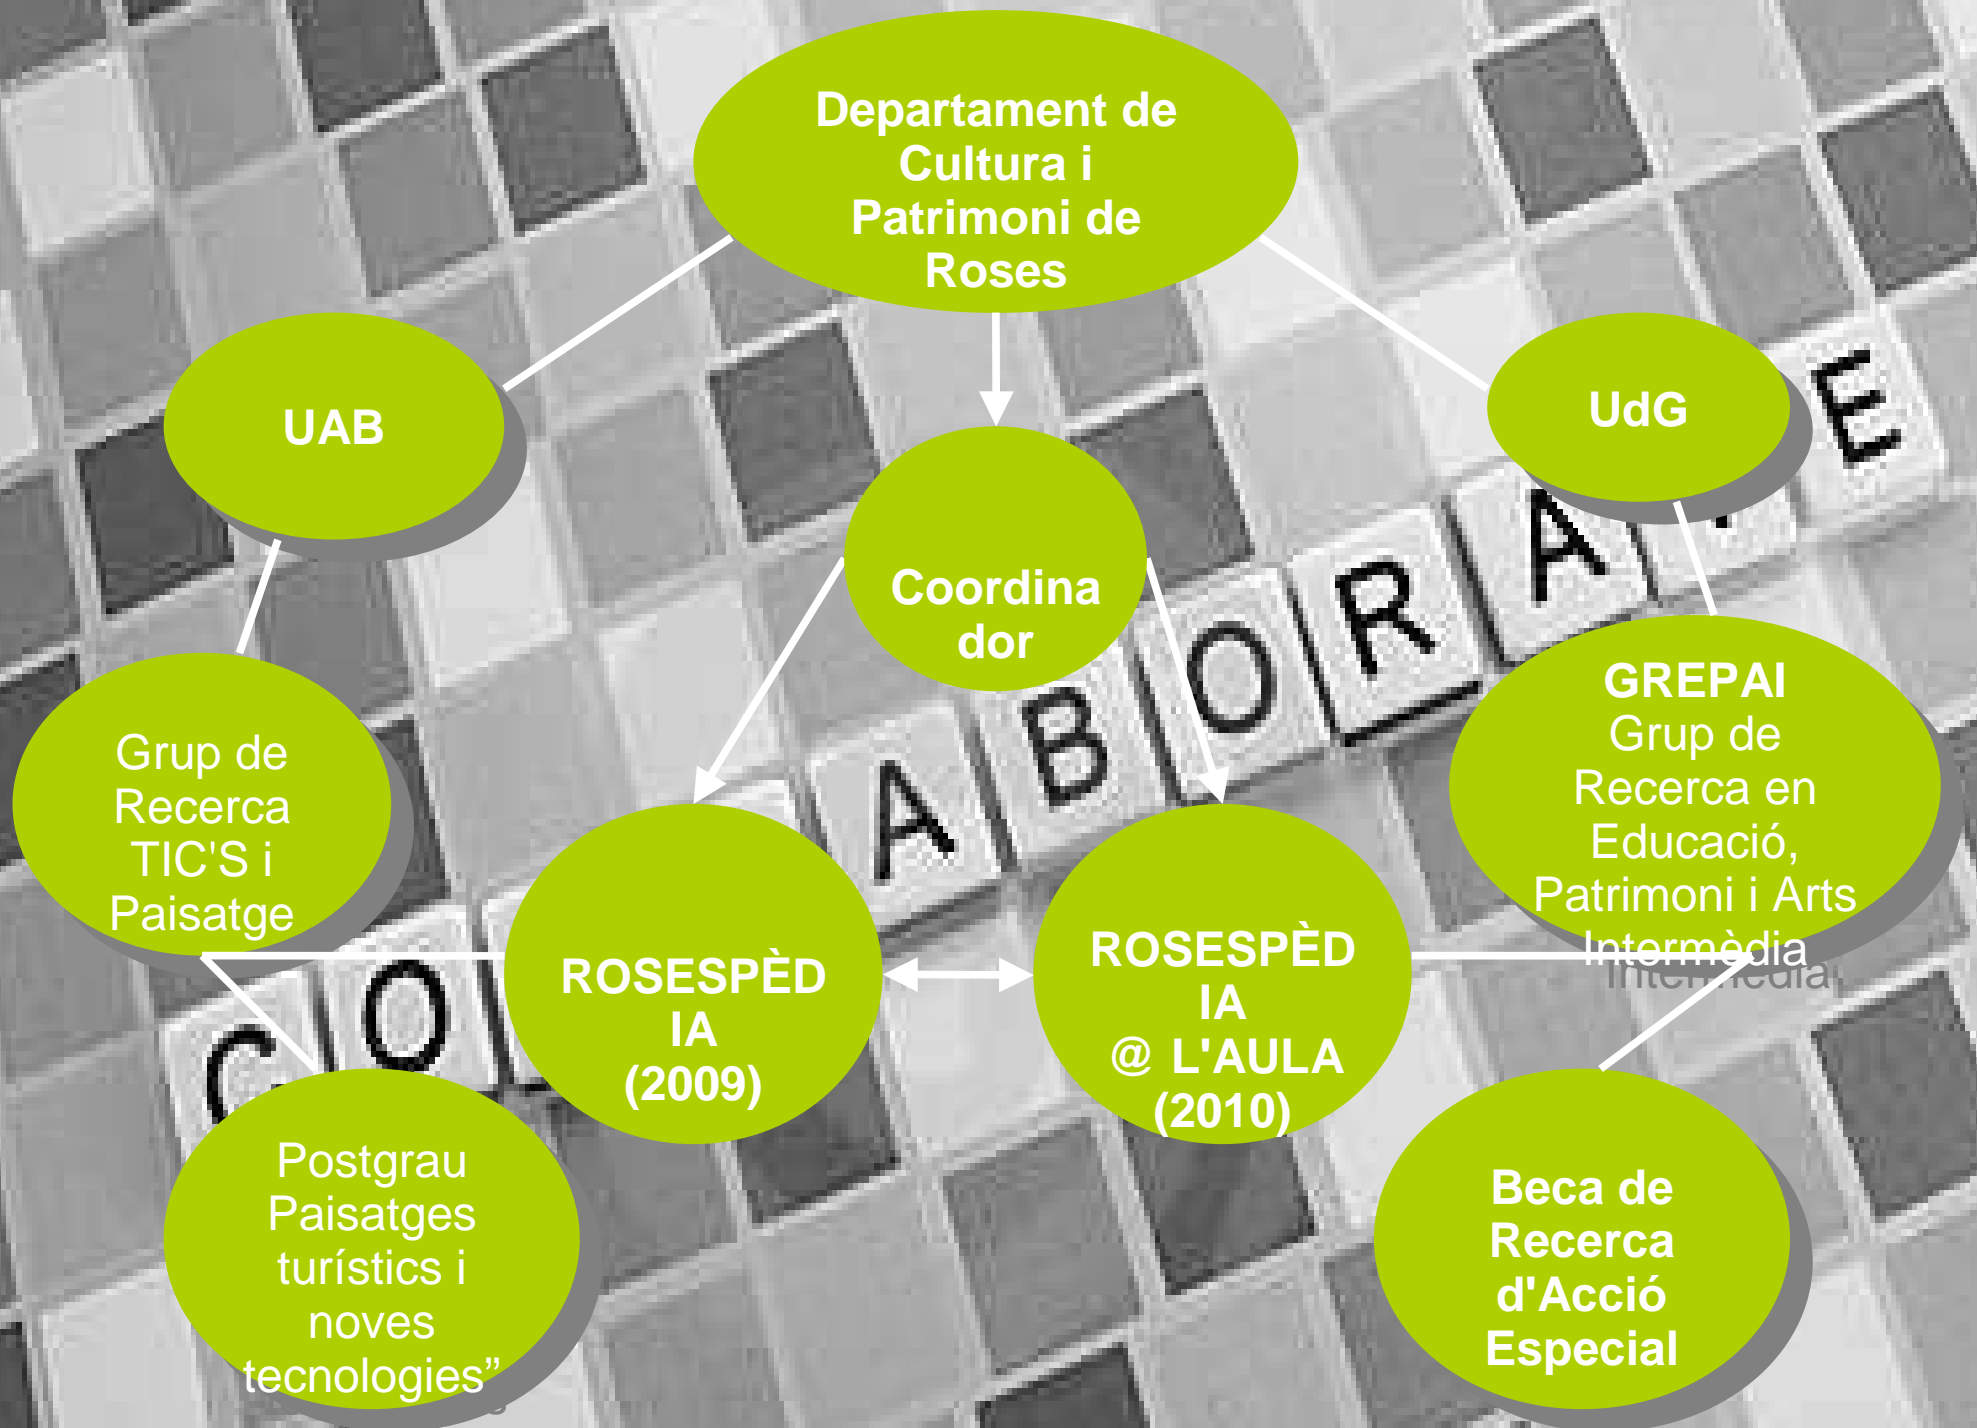 Departament de
Cultura i
Patrimoni de
Roses
UAB
UdG
Coordina
dor
Grup de
Recerca
TIC'S i
Paisatge
GREPAI
Grup de
Recerca en
Educació,
Patrimoni i Arts
Intermèdia
ROSESPÈD
IA
(2009)
ROSESPÈD
IA
@ L'AULA
(2010)
Postgrau
Paisatges
turístics i
noves
tecnologies”
Beca de
Recerca
d'Acció
Especial
CO ABORATE